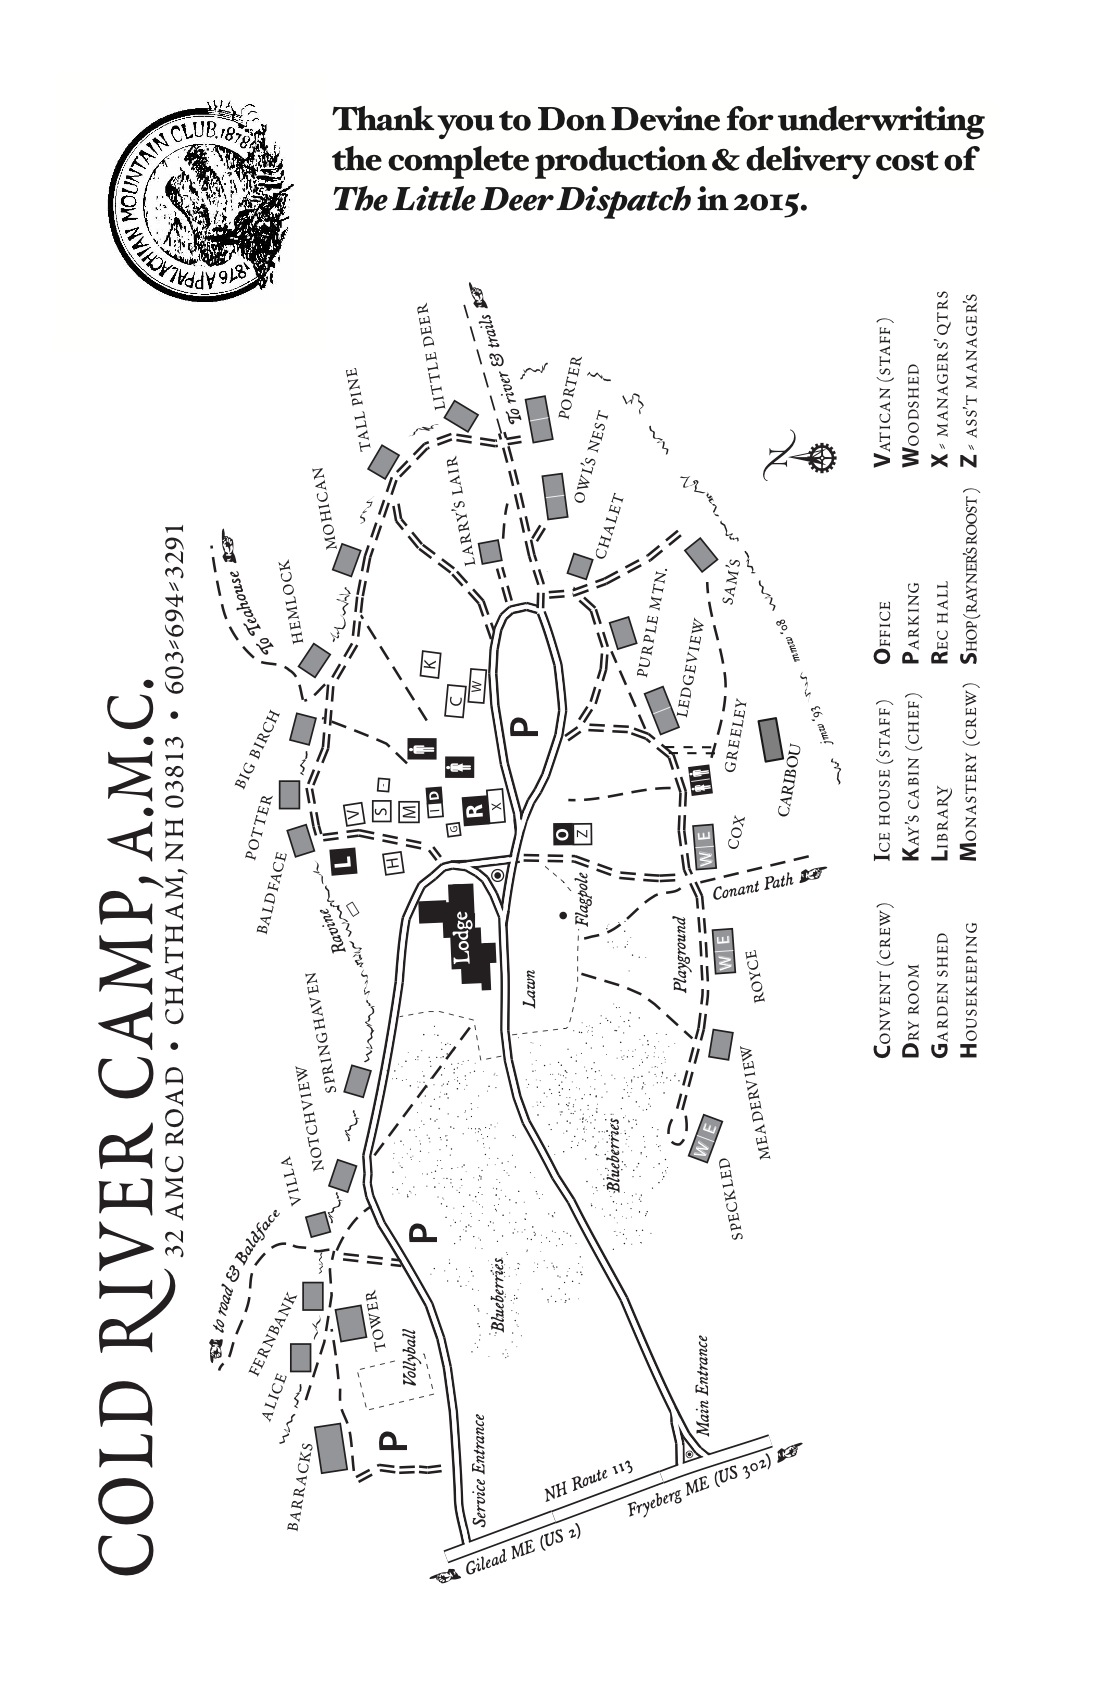 1876 APPALACHIAN MOUNTAIN CLUB, 1878
Thank you to Don Devine for underwriting
the complete production & delivery cost of
The Little Deer Dispatch in 2015.
COLD RIVER CAMP, A.M.C.
32 AMC ROAD • CHATHAM, NH 03813 • 603-694-3291
to road & Baldface
To Teahouse
BARRACKS
ALICE
FERNBANK
TOWER
VILLA
NOTCHVIEW
SPRINGHAVEN
Ravine
BALDFACE
POTTER
BIG BIRCH
HEMLOCK
MOHICAN
TALL PINE
LITTLE DEER
To river & trails
LARRY'S LAIR
PORTER
OWL'S NEST
CHALET
SAM'S
PURPLE MTN.
LEDGEVIEW
GREELEY
CARIBOU
COX
W E
Conant Path
ROYCE
W E
MEADERVIEW
SPECKLED
W E
Playground
Flagpole
Lawn
Lodge
L
H
V
S
M
D
G
R
X
O
Z
K
C
W
P
P
P
Vollyball
Blueberries
Blueberries
Service Entrance
Main Entrance
NH Route 113
Gilead ME (US 2)
Fryeberg ME (US 302)
N
jmw '93
mmw '08
CONVENT (CREW)
DRY ROOM
GARDEN SHED
HOUSEKEEPING
ICE HOUSE (STAFF)
KAY'S CABIN (CHEF)
LIBRARY
MONASTERY (CREW)
OFFICE
PARKING
REC HALL
SHOP (RAYNER'S ROOST)
VATICAN (STAFF)
WOODSHED
X = MANAGERS' QTRS
Z = ASS'T MANAGER'S